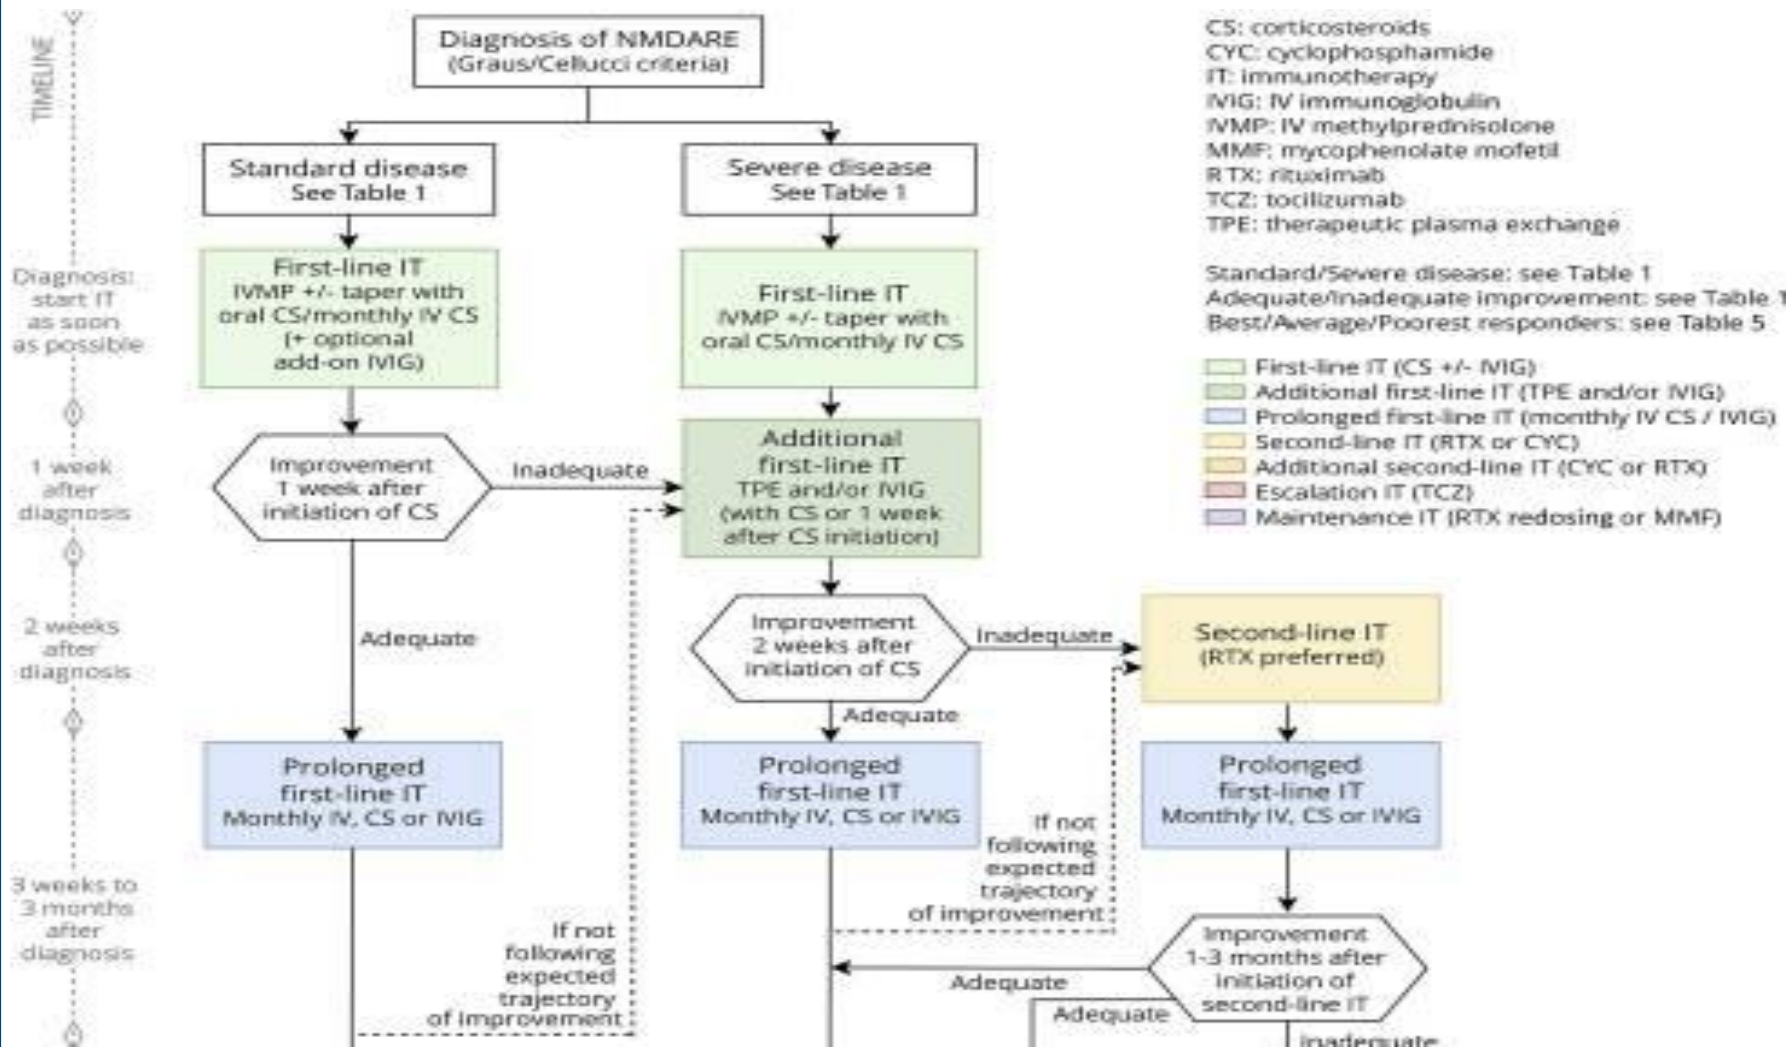 TIMELINE
Diagnosis of NMDARE
(Graus/Cellucci criteria)
Standard disease
See Table 1
Severe disease
See Table 1
CS: corticosteroids
CYC: cyclophosphamide
IT: immunotherapy
IVIG: IV immunoglobulin
IVMP: IV methylprednisolone
MMF: mycophenolate mofetil
RTX: rituximab
TCZ: tocilizumab
TPE: therapeutic plasma exchange
Standard/Severe disease: see Table 1
Adequate/Inadequate improvement: see Table 1
Best/Average/Poorest responders: see Table 5
First-line IT (CS +/- IVIG)
Additional first-line IT (TPE and/or IVIG)
Prolonged first-line IT (monthly IV CS / IVIG)
Second-line IT (RTX or CYC)
Additional second-line IT (CYC or RTX)
Escalation IT (TCZ)
Maintenance IT (RTX redosing or MMF)
Diagnosis:
start IT
as soon
as possible
First-line IT
IVMP +/- taper with
oral CS/monthly IV CS
(+ optional
add-on IVIG)
First-line IT
IVMP +/- taper with
oral CS/monthly IV CS
1 week
after
diagnosis
Improvement
1 week after
initiation of CS
Inadequate
Additional
first-line IT
TPE and/or IVIG
(with CS or 1 week
after CS initiation)
2 weeks
after
diagnosis
Adequate
Improvement
2 weeks after
initiation of CS
Inadequate
Second-line IT
(RTX preferred)
Adequate
Prolonged
first-line IT
Monthly IV, CS or IVIG
Prolonged
first-line IT
Monthly IV, CS or IVIG
Prolonged
first-line IT
Monthly IV, CS or IVIG
3 weeks to
3 months
after
diagnosis
If not
following
expected
trajectory
of improvement
If not
following
expected
trajectory
of improvement
Improvement
1-3 months after
initiation of
second-line IT
Adequate
Adequate
Inadequate